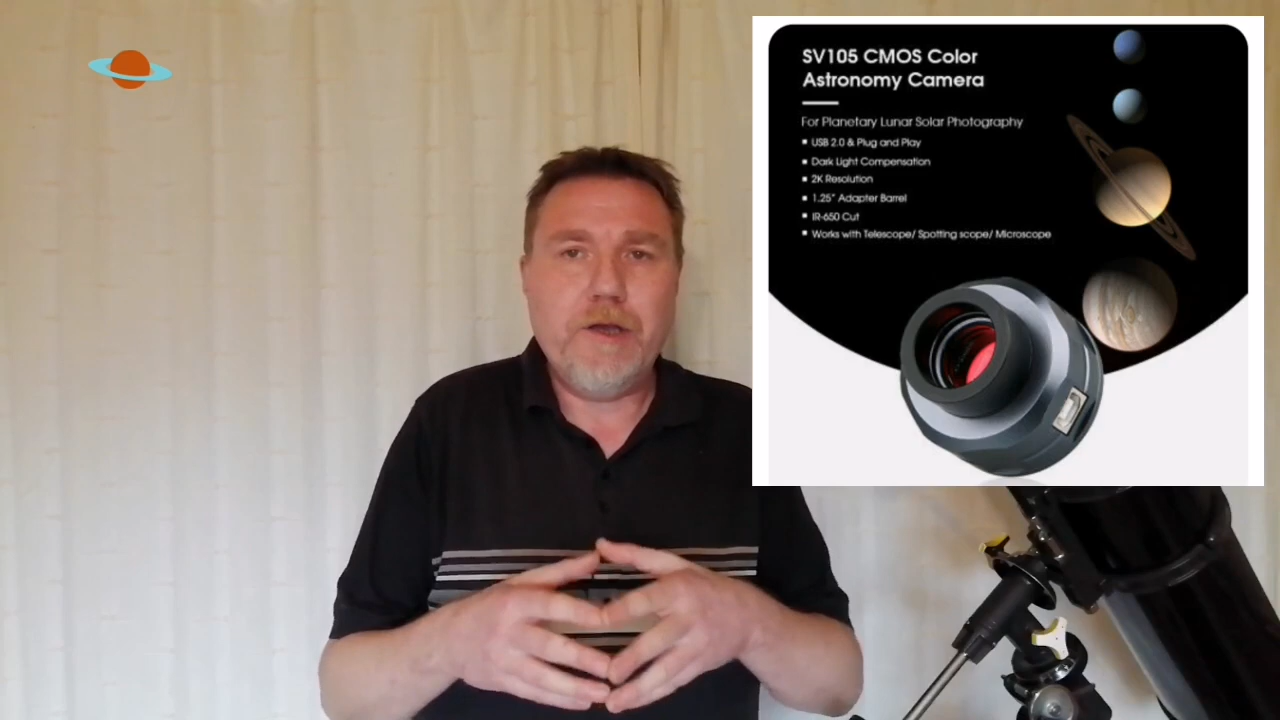 SV105 CMOS Color
Astronomy Camera
For Planetary Lunar Solar Photography
▪ USB 2.0 & Plug and Play
▪ Dark Light Compensation
▪ 2K Resolution
▪ 1.25" Adapter Barrel
▪ IR-650 Cut
▪ Works with Telescope/ Spotting scope/ Microscope